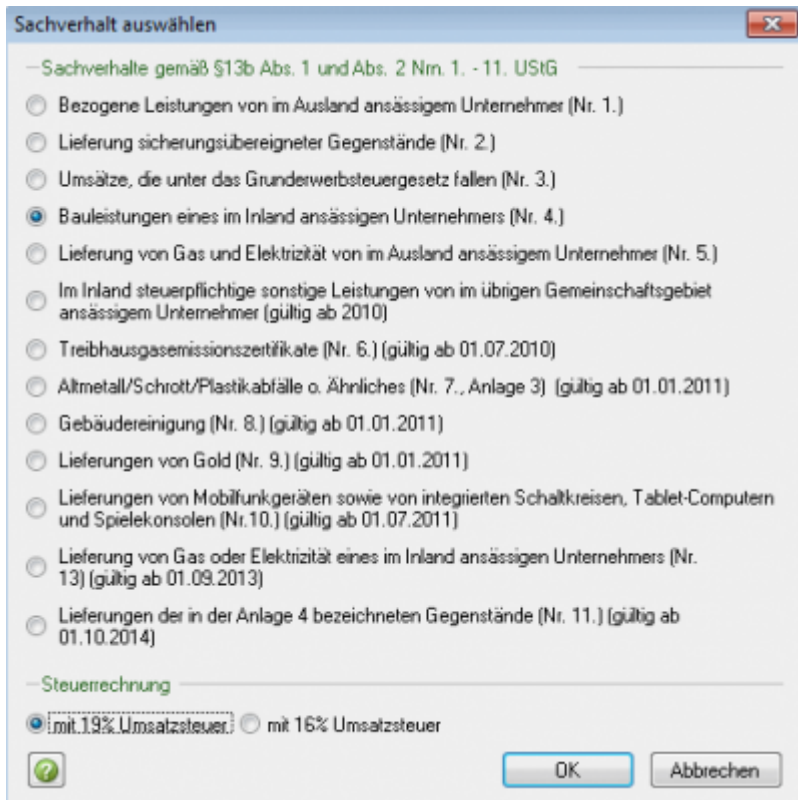 Sachverhalt auswählen
Sachverhalte gemäß §13b Abs. 1 und Abs. 2 Nrn. 1. - 11. UStG
Bezogene Leistungen von im Ausland ansässigem Unternehmer (Nr. 1.)
Lieferung sicherungsübereigneter Gegenstände (Nr. 2.)
Umsätze, die unter das Grunderwerbsteuergesetz fallen (Nr. 3.)
Bauleistungen eines im Inland ansässigen Unternehmers (Nr. 4.)
Lieferung von Gas und Elektrizität von im Ausland ansässigem Unternehmer (Nr. 5.)
Im Inland steuerpflichtige sonstige Leistungen von im übrigen Gemeinschaftsgebiet
ansässigem Unternehmer (gültig ab 2010)
Treibhausgasemissionszertifikate (Nr. 6.) (gültig ab 01.07.2010)
Altmetall/Schrott/Plastikabfälle o. Ähnliches (Nr. 7., Anlage 3) (gültig ab 01.01.2011)
Gebäudereinigung (Nr. 8.) (gültig ab 01.01.2011)
Lieferungen von Gold (Nr. 9.) (gültig ab 01.01.2011)
Lieferungen von Mobilfunkgeräten sowie von integrierten Schaltkreisen, Tablet-Computern
und Spielekonsolen (Nr.10.) (gültig ab 01.07.2011)
Lieferung von Gas oder Elektrizität eines im Inland ansässigen Unternehmers (Nr.
13) (gültig ab 01.09.2013)
Lieferungen der in der Anlage 4 bezeichneten Gegenstände (Nr. 11.) (gültig ab
01.10.2014)
Steuerrechnung
mit 19% Umsatzsteuer mit 16% Umsatzsteuer
? OK Abbrechen